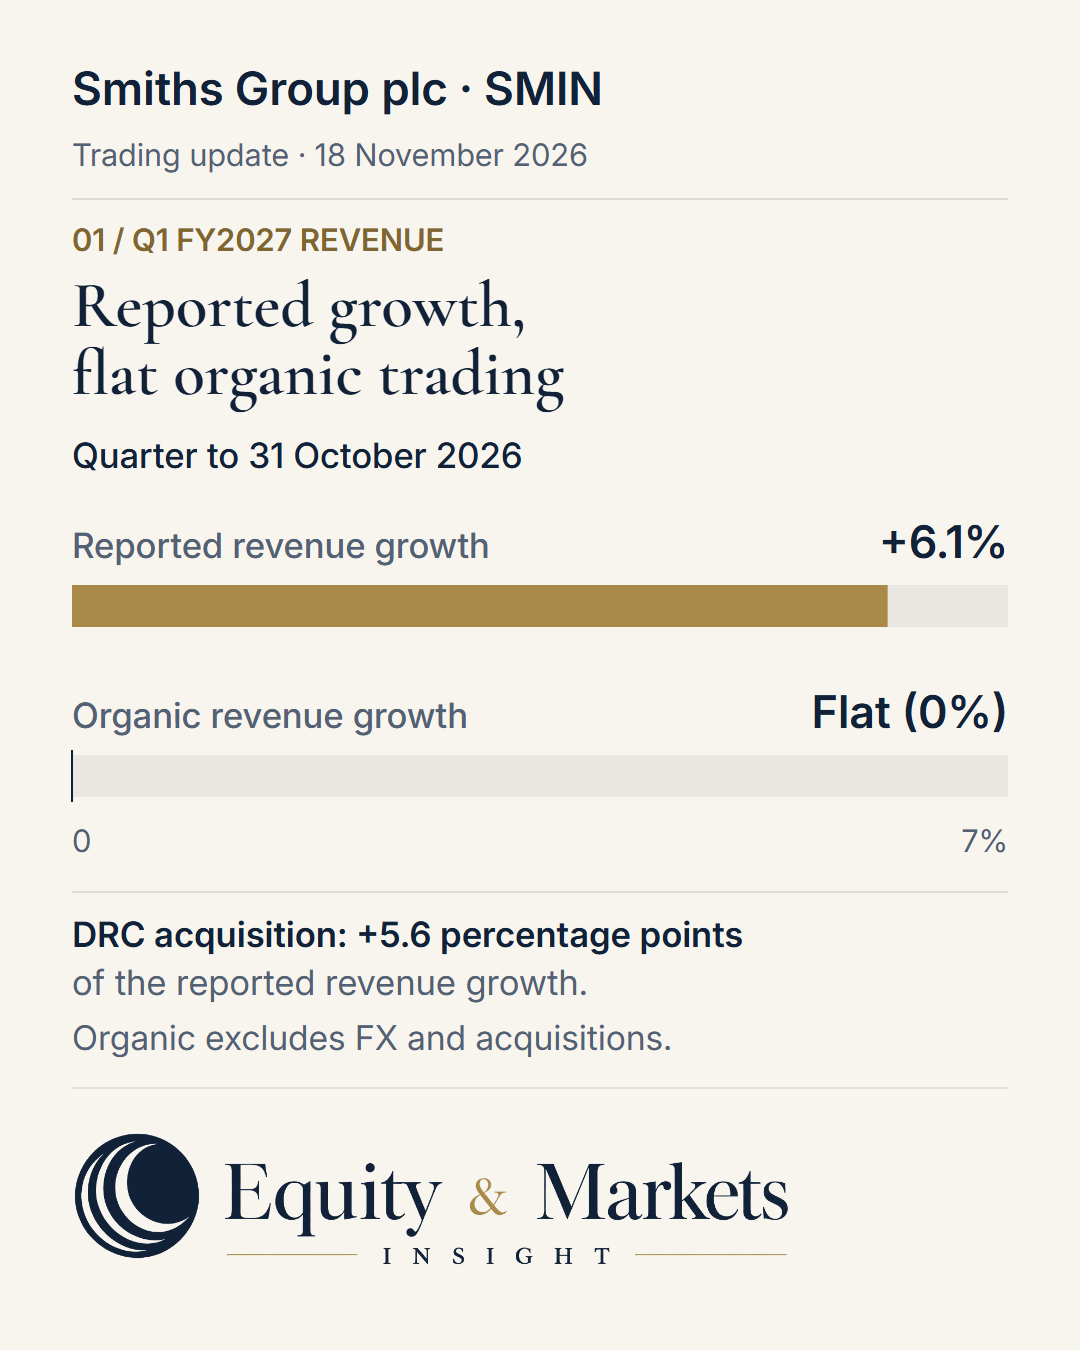 Smiths Group plc · SMIN
Trading update · 18 November 2026
01 / Q1 FY2027 REVENUE
Reported growth,
flat organic trading
Quarter to 31 October 2026
Reported revenue growth +6.1%
Organic revenue growth Flat (0%)
0 7%
DRC acquisition: +5.6 percentage points
of the reported revenue growth.
Organic excludes FX and acquisitions.
Equity & Markets
INSIGHT